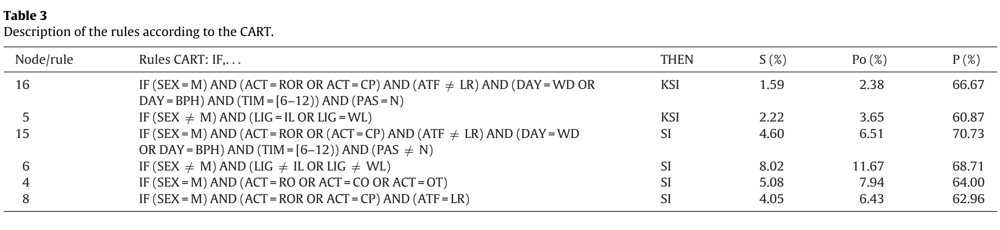 Table 3
Description of the rules according to the CART.
Node/rule Rules CART: IF,... THEN S (%) Po (%) P (%)
16 IF (SEX = M) AND (ACT = ROR OR ACT = CP) AND (ATF ≠ LR) AND (DAY = WD OR KSI 1.59 2.38 66.67
DAY = BPH) AND (TIM = [6–12)) AND (PAS = N)
5 IF (SEX ≠ M) AND (LIG = IL OR LIG = WL) KSI 2.22 3.65 60.87
15 IF (SEX = M) AND (ACT = ROR OR (ACT = CP) AND (ATF ≠ LR) AND (DAY = WD SI 4.60 6.51 70.73
OR DAY = BPH) AND (TIM = [6–12)) AND (PAS ≠ N)
6 IF (SEX ≠ M) AND (LIG ≠ IL OR LIG ≠ WL) SI 8.02 11.67 68.71
4 IF (SEX = M) AND (ACT = RO OR ACT = CO OR ACT = OT) SI 5.08 7.94 64.00
8 IF (SEX = M) AND (ACT = ROR OR ACT = CP) AND (ATF = LR) SI 4.05 6.43 62.96